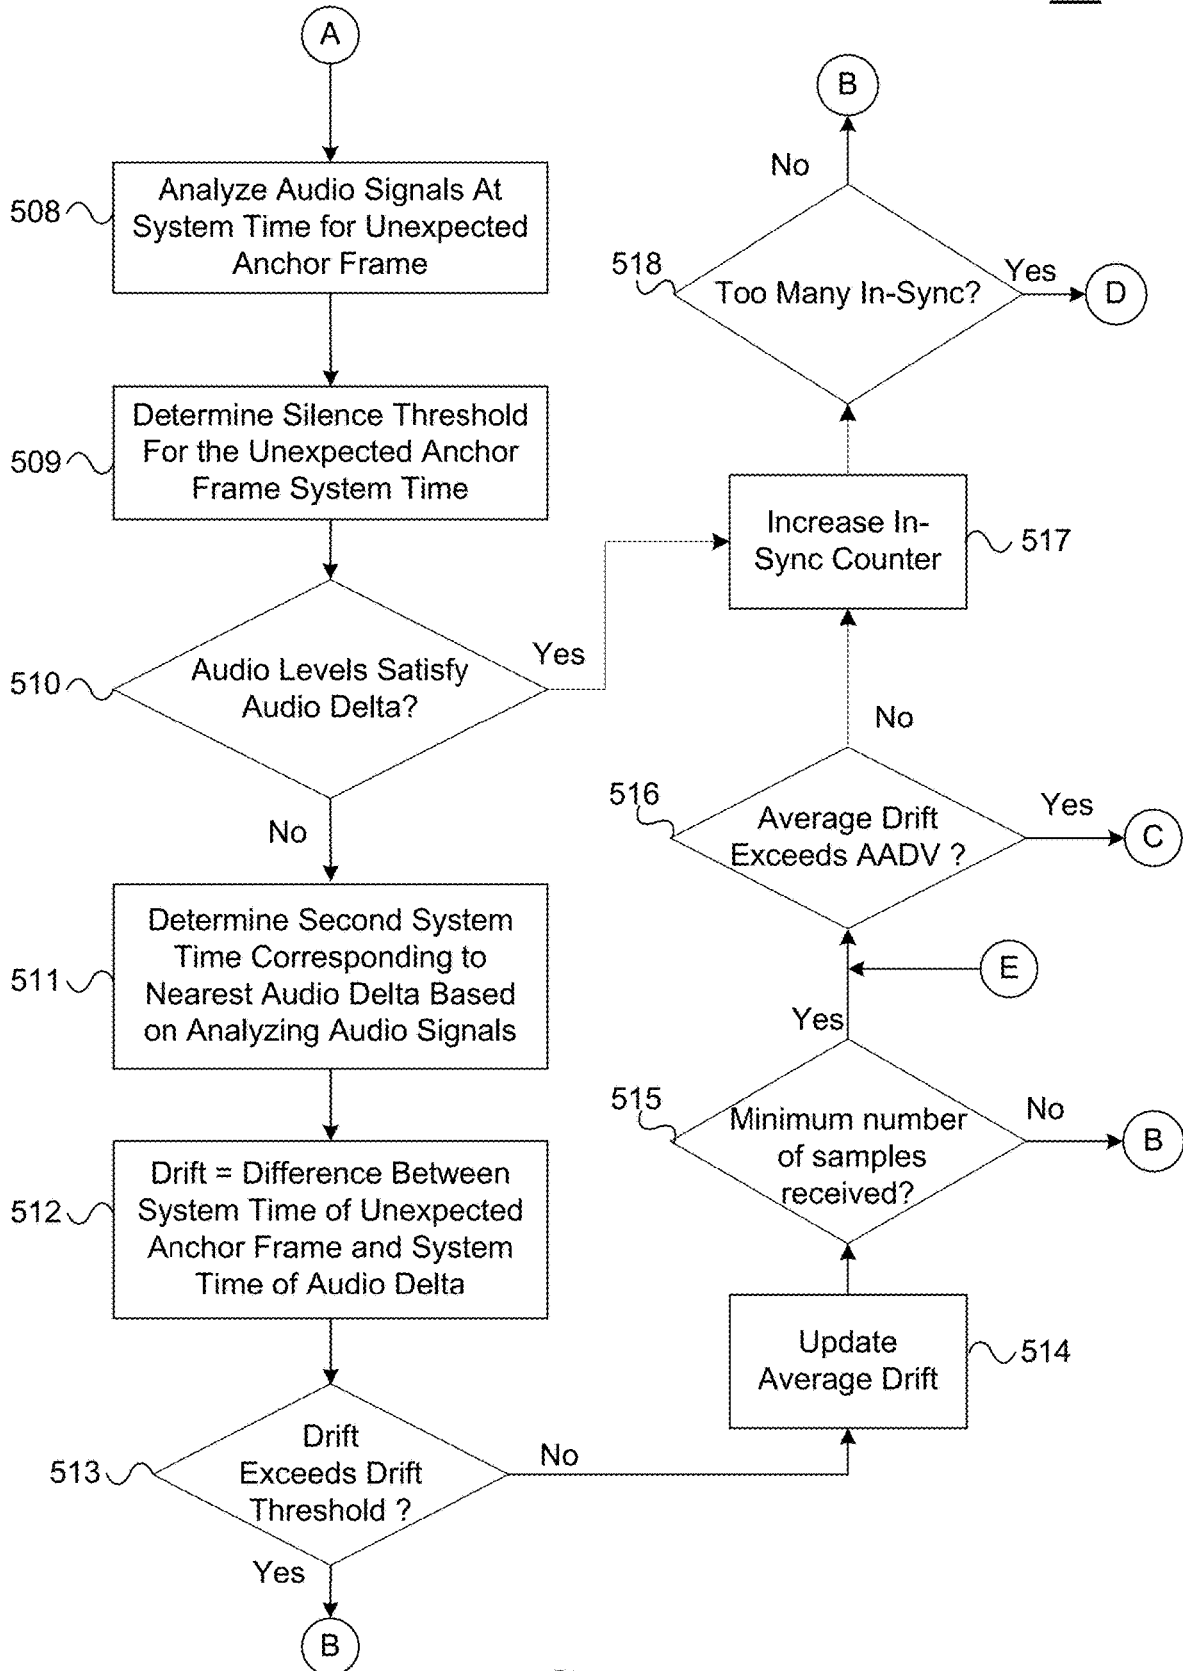 A
508
Analyze Audio Signals At
System Time for Unexpected
Anchor Frame
509
Determine Silence Threshold
For the Unexpected Anchor
Frame System Time
510
Audio Levels Satisfy
Audio Delta?
Yes
No
511
Determine Second System
Time Corresponding to
Nearest Audio Delta Based
on Analyzing Audio Signals
512
Drift = Difference Between
System Time of Unexpected
Anchor Frame and System
Time of Audio Delta
513
Drift
Exceeds Drift
Threshold ?
No
Yes
B
B
No
518
Too Many In-Sync?
Yes
D
Increase In-
Sync Counter
517
No
516
Average Drift
Exceeds AADV ?
Yes
C
E
Yes
515
Minimum number
of samples
received?
No
B
Update
Average Drift
514